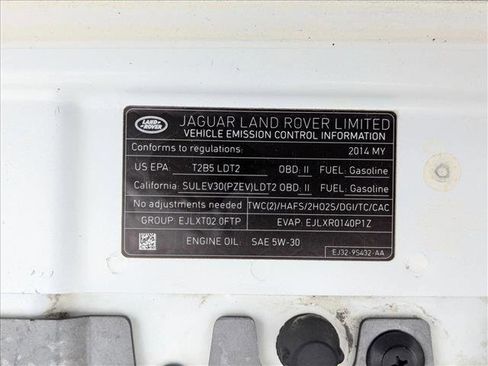 LAND ROVER
JAGUAR LAND ROVER LIMITED
VEHICLE EMISSION CONTROL INFORMATION
Conforms to regulations: 2014 MY
US EPA: T2B5 LDT2 OBD: II FUEL: Gasoline
California: SULEV30(PZEV)LDT2 OBD: II FUEL: Gasoline
No adjustments needed TWC(2)/HAFS/2HO2S/DGI/TC/CAC
GROUP: EJLXT02.0FTP EVAP: EJLXR0140P1Z
ENGINE OIL: SAE 5W-30
EJ32-9S432-AA